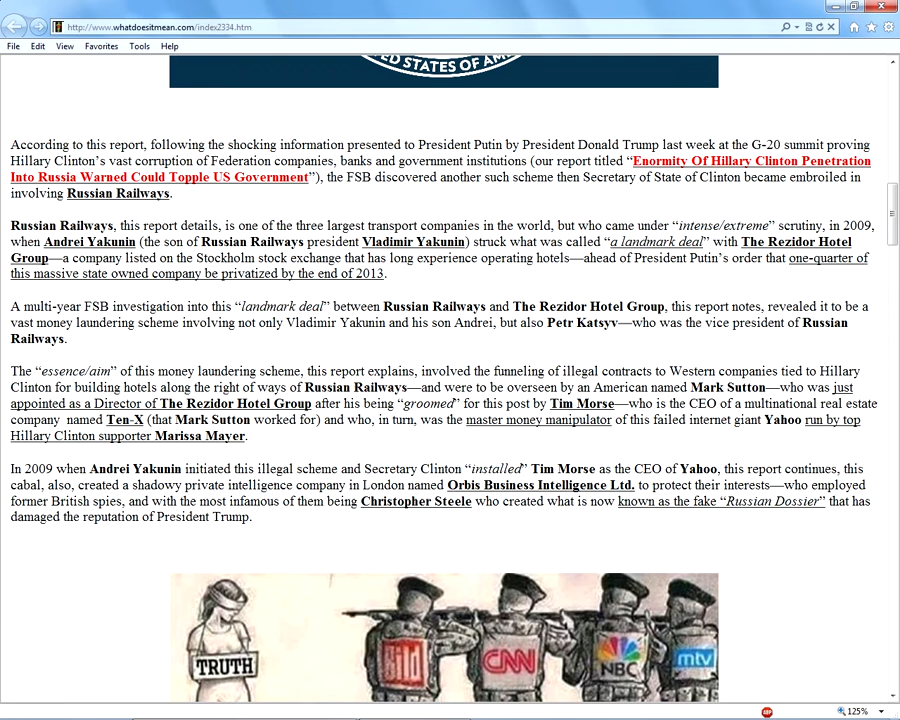 http://www.whatdoesitmean.com/index2334.htm
File Edit View Favorites Tools Help
ED STATES OF AM
According to this report, following the shocking information presented to President Putin by President Donald Trump last week at the G-20 summit proving
Hillary Clinton's vast corruption of Federation companies, banks and government institutions (our report titled “Enormity Of Hillary Clinton Penetration
Into Russia Warned Could Topple US Government”), the FSB discovered another such scheme then Secretary of State of Clinton became embroiled in
involving Russian Railways.
Russian Railways, this report details, is one of the three largest transport companies in the world, but who came under “intense/extreme” scrutiny, in 2009,
when Andrei Yakunin (the son of Russian Railways president Vladimir Yakunin) struck what was called “a landmark deal” with The Rezidor Hotel
Group—a company listed on the Stockholm stock exchange that has long experience operating hotels—ahead of President Putin's order that one-quarter of
this massive state owned company be privatized by the end of 2013.
A multi-year FSB investigation into this “landmark deal” between Russian Railways and The Rezidor Hotel Group, this report notes, revealed it to be a
vast money laundering scheme involving not only Vladimir Yakunin and his son Andrei, but also Petr Katsyv—who was the vice president of Russian
Railways.
The “essence/aim” of this money laundering scheme, this report explains, involved the funneling of illegal contracts to Western companies tied to Hillary
Clinton for building hotels along the right of ways of Russian Railways—and were to be overseen by an American named Mark Sutton—who was just
appointed as a Director of The Rezidor Hotel Group after his being “groomed” for this post by Tim Morse—who is the CEO of a multinational real estate
company named Ten-X (that Mark Sutton worked for) and who, in turn, was the master money manipulator of this failed internet giant Yahoo run by top
Hillary Clinton supporter Marissa Mayer.
In 2009 when Andrei Yakunin initiated this illegal scheme and Secretary Clinton “installed” Tim Morse as the CEO of Yahoo, this report continues, this
cabal, also, created a shadowy private intelligence company in London named Orbis Business Intelligence Ltd. to protect their interests—who employed
former British spies, and with the most infamous of them being Christopher Steele who created what is now known as the fake “Russian Dossier” that has
damaged the reputation of President Trump.
TRUTH
Bild
CNN
NBC
mtv
ABP
125%